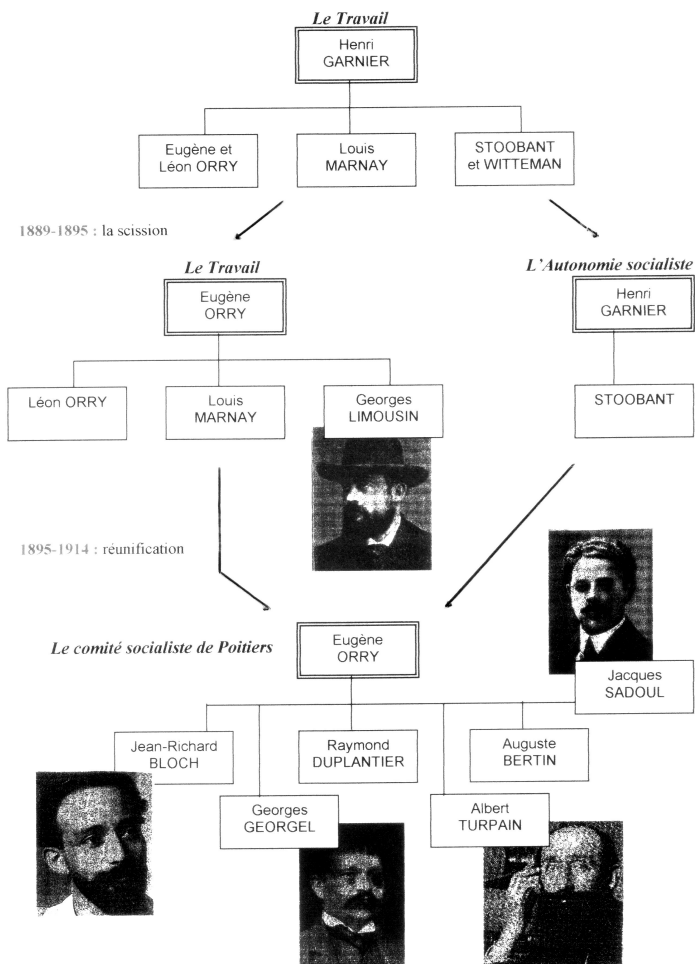 Le Travail
Henri
GARNIER
Eugène et
Léon ORRY
Louis
MARNAY
STOOBANT
et WITTEMAN
1889-1895 : la scission
Le Travail
Eugène
ORRY
L'Autonomie socialiste
Henri
GARNIER
Léon ORRY
Louis
MARNAY
Georges
LIMOUSIN
STOOBANT
1895-1914 : réunification
Le comité socialiste de Poitiers
Eugène
ORRY
Jacques
SADOUL
Jean-Richard
BLOCH
Raymond
DUPLANTIER
Auguste
BERTIN
Georges
GEORGEL
Albert
TURPAIN